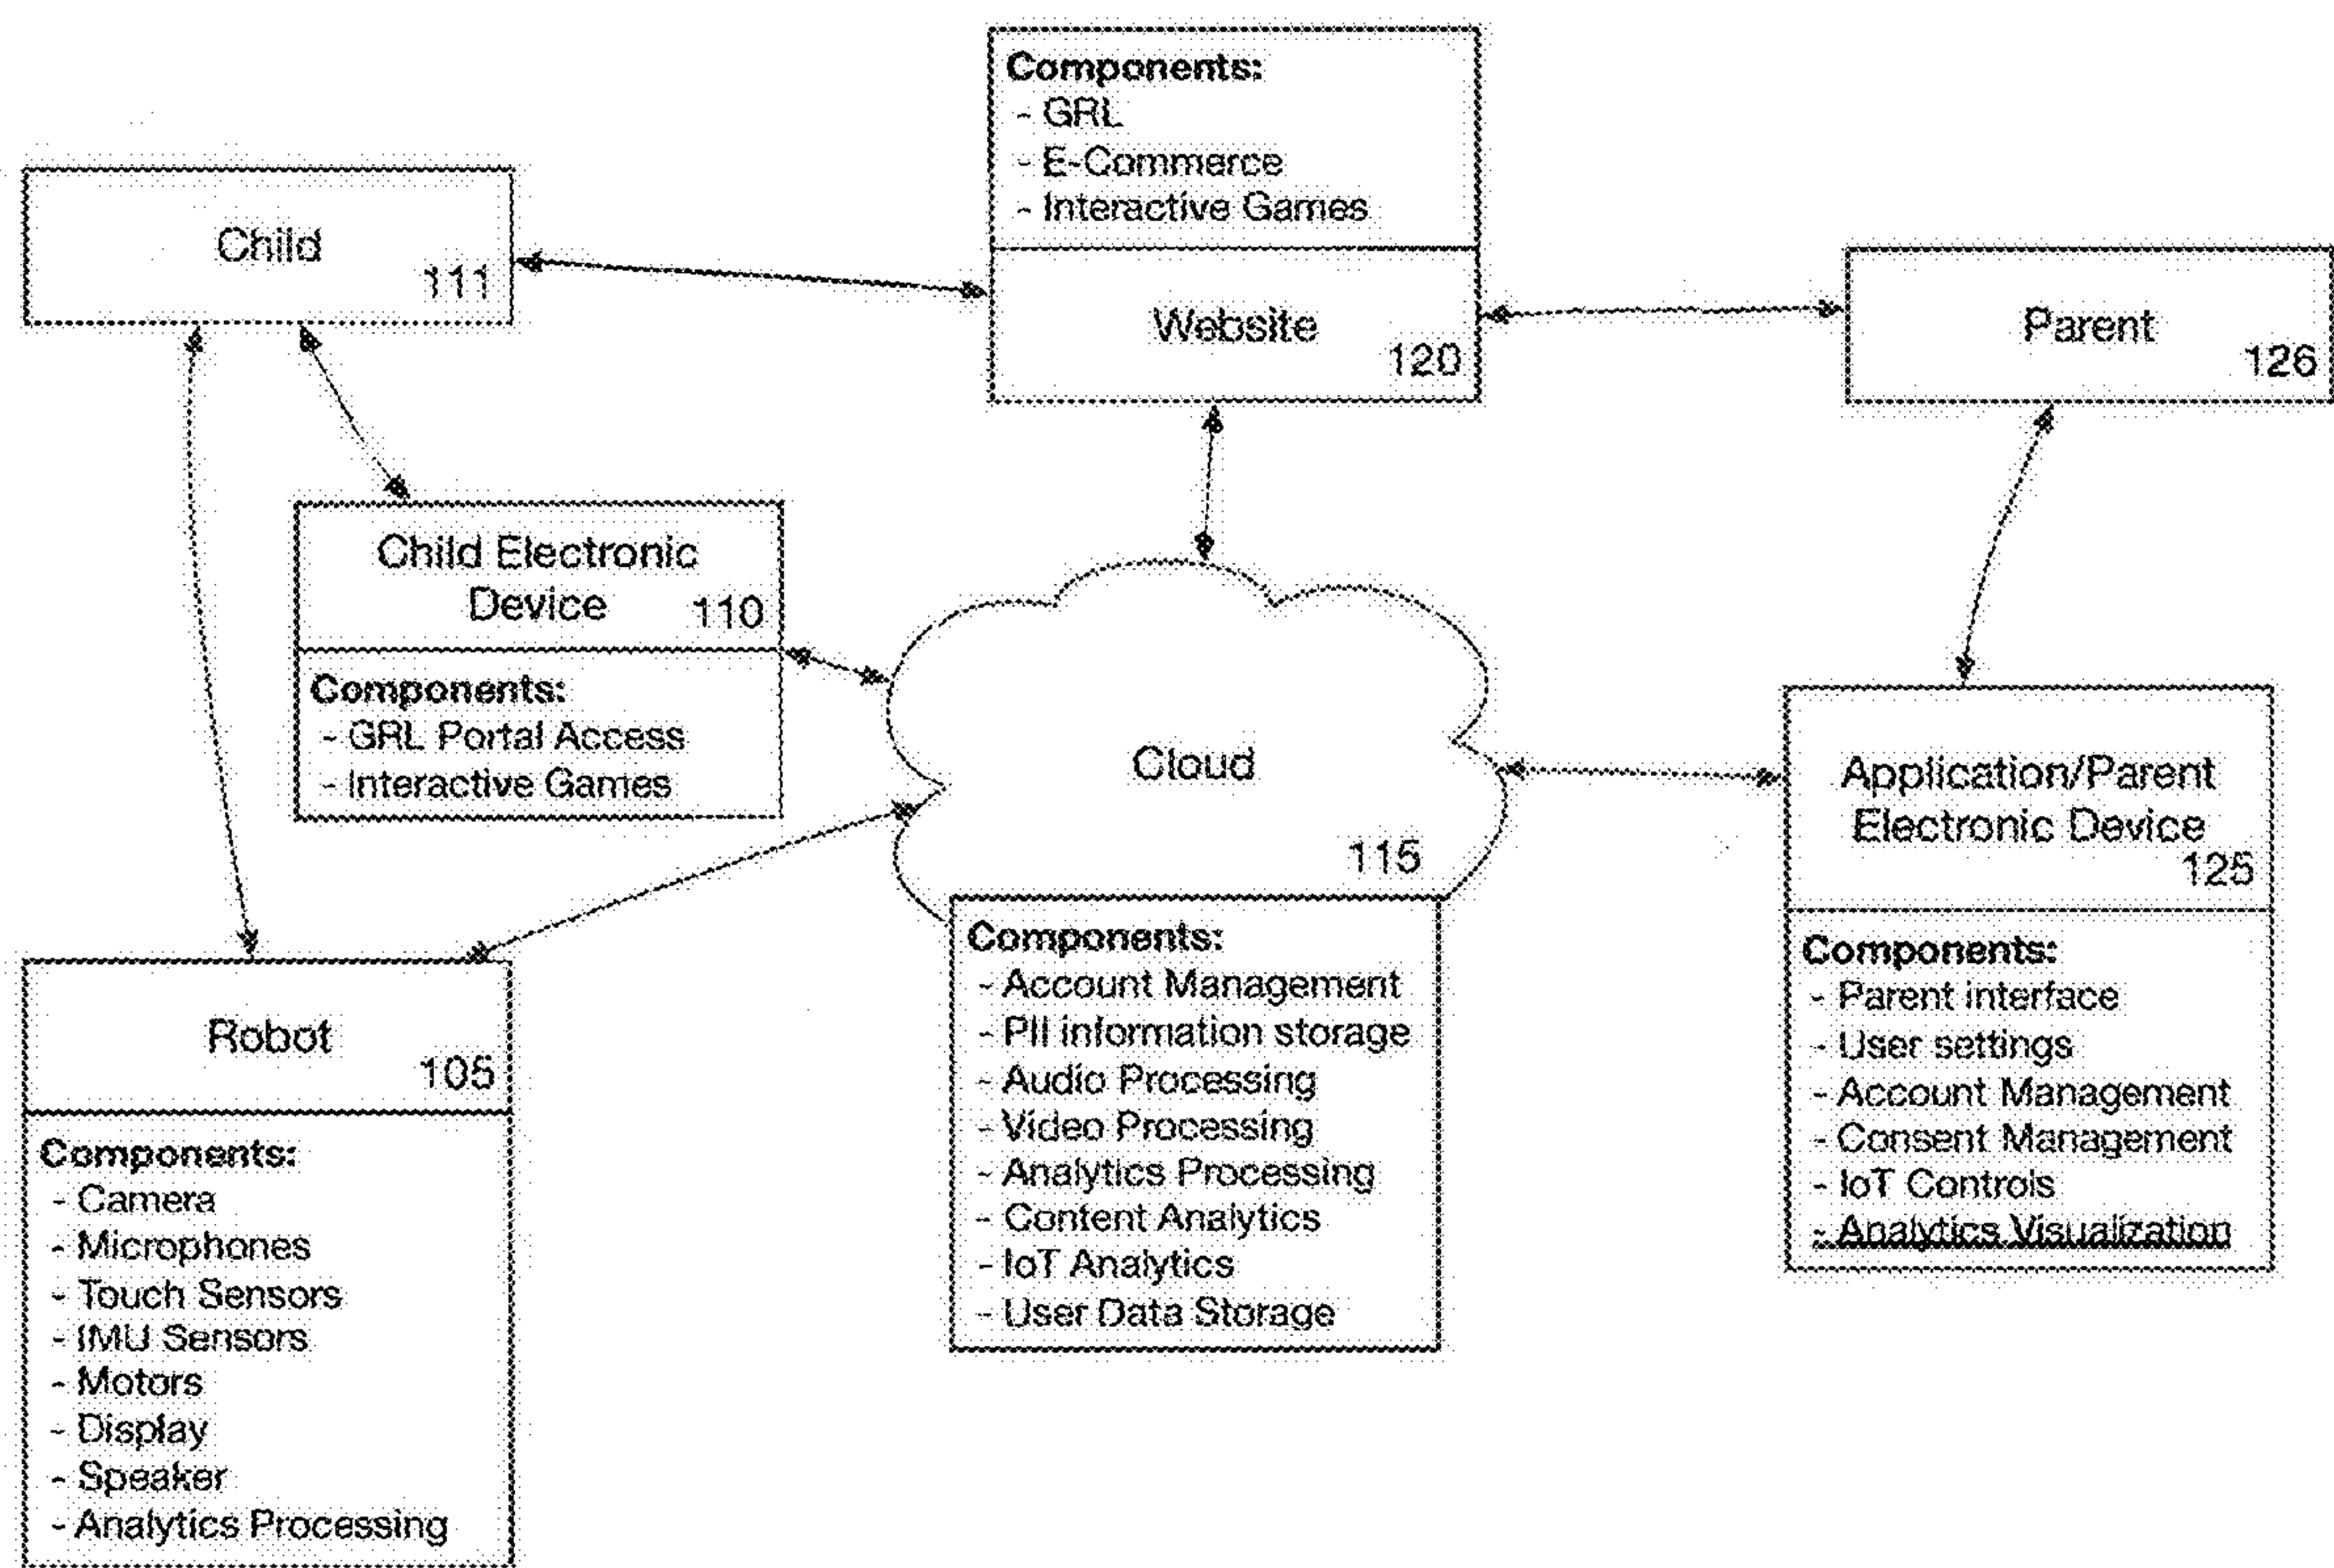 Components:
- GRL
- E-Commerce
- Interactive Games
Website
120
Child
111
Parent
126
Child Electronic
Device
110
Components:
- GRL Portal Access
- Interactive Games
Cloud
115
Components:
- Account Management
- PII information storage
- Audio Processing
- Video Processing
- Analytics Processing
- Content Analytics
- IoT Analytics
- User Data Storage
Application/Parent
Electronic Device
125
Components:
- Parent interface
- User settings
- Account Management
- Consent Management
- IoT Controls
- Analytics Visualization
Robot
105
Components:
- Camera
- Microphones
- Touch Sensors
- IMU Sensors
- Motors
- Display
- Speaker
- Analytics Processing